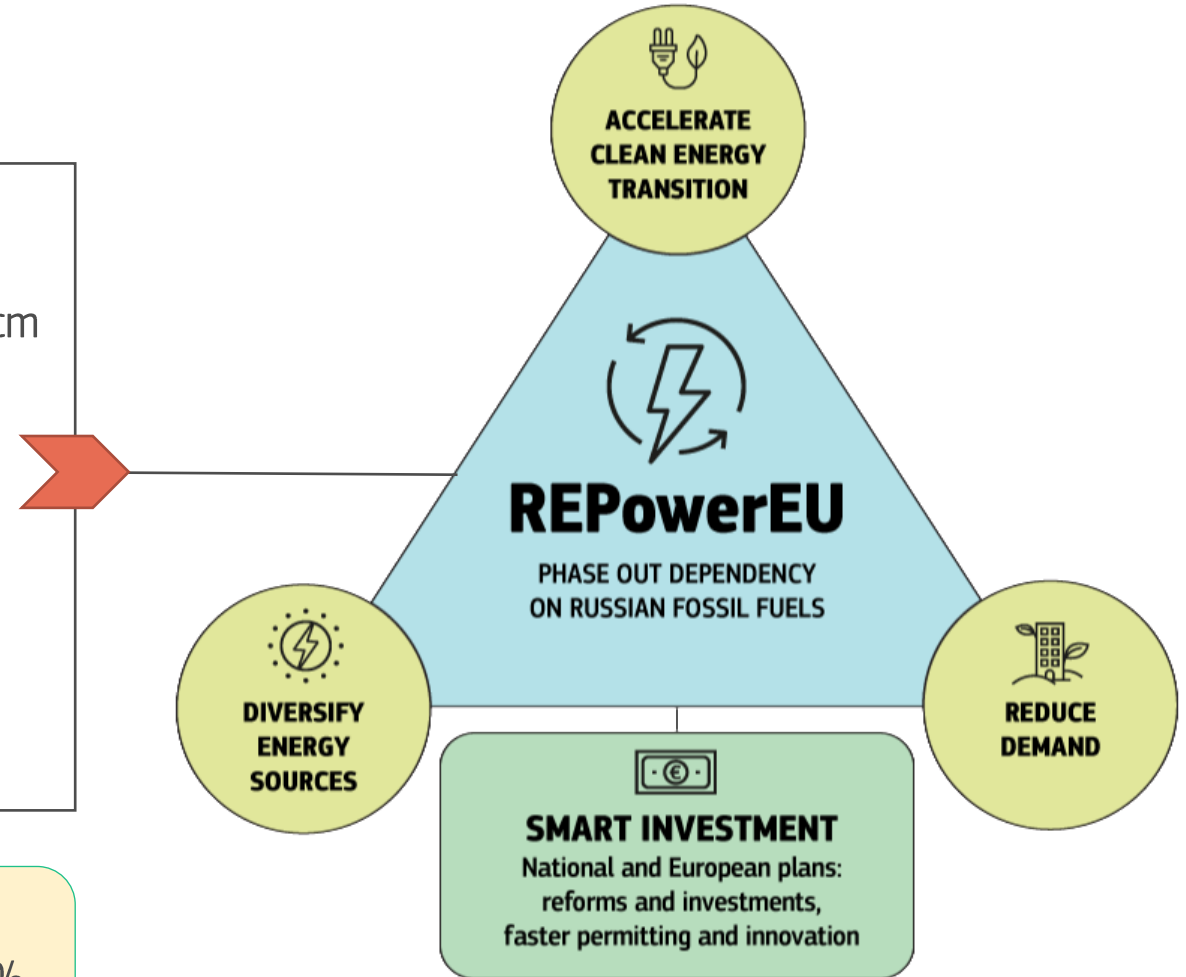 ACCELERATE
CLEAN ENERGY
TRANSITION
cm
REPowerEU
PHASE OUT DEPENDENCY
ON RUSSIAN FOSSIL FUELS
DIVERSIFY
ENERGY
SOURCES
REDUCE
DEMAND
€
SMART INVESTMENT
National and European plans:
reforms and investments,
faster permitting and innovation
%